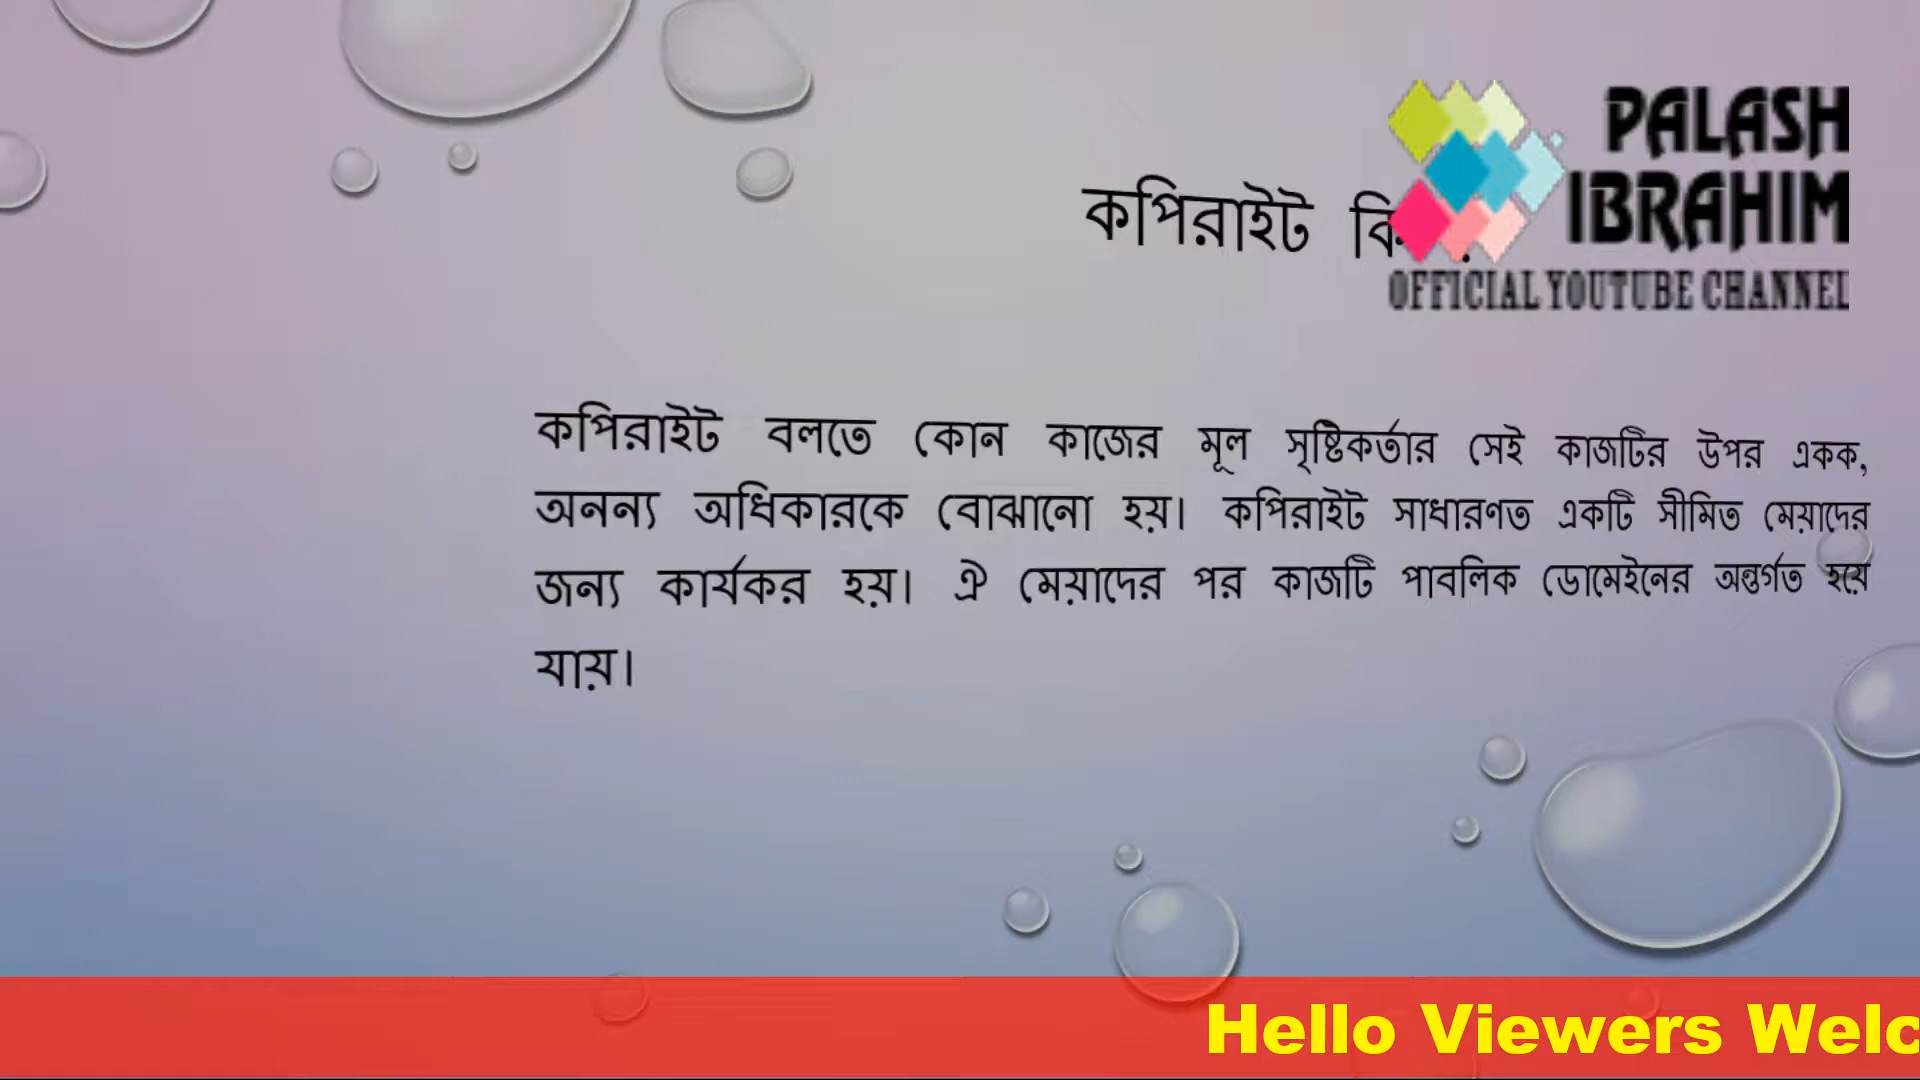 PALASH
IBRAHIM
OFFICIAL YOUTUBE CHANNEL
কপিরাইট
কপিরাইট বলতে কোন কাজের মূল সৃষ্টিকর্তার সেই কাজটির উপর একক,
অনন্য অধিকারকে বোঝানো হয়। কপিরাইট সাধারণত একটি সীমিত মেয়াদের
জন্য কার্যকর হয়। ঐ মেয়াদের পর কাজটি পাবলিক ডোমেইনের অন্তর্গত হয়ে
যায়।
Hello Viewers Welc